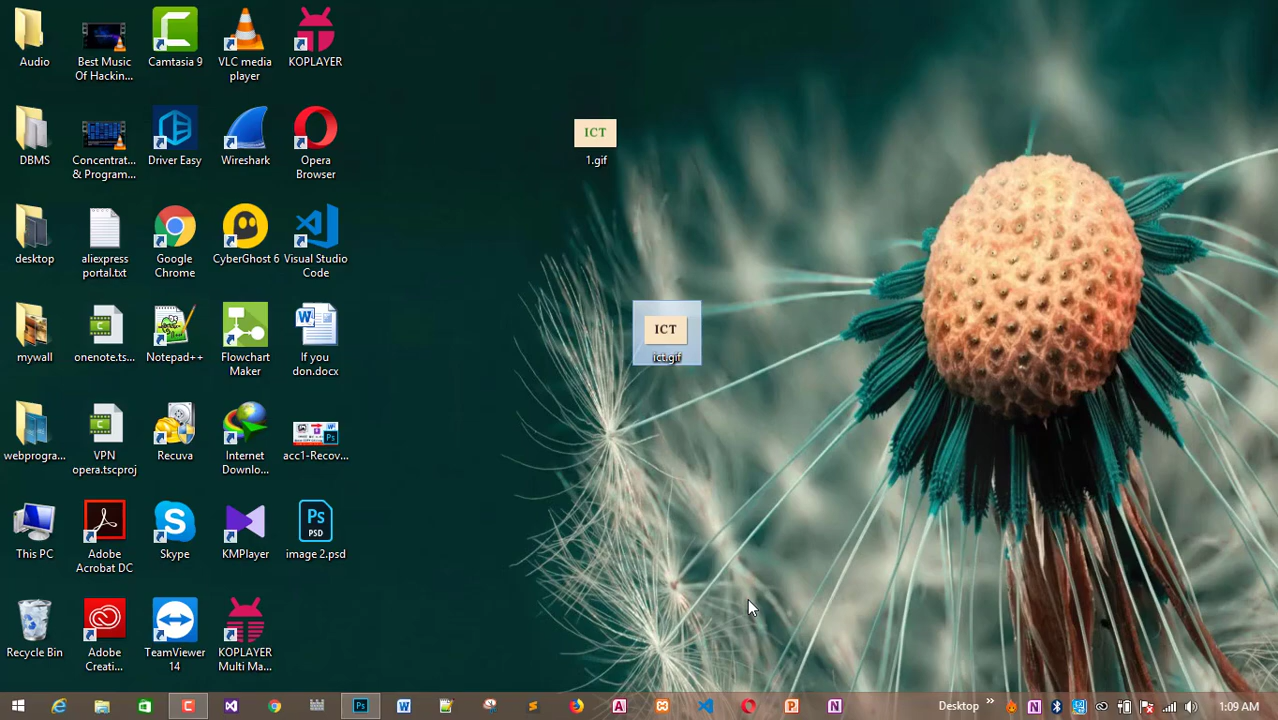 Audio
Best Music
Of Hackin...
Camtasia 9
VLC media
player
KOPLAYER
DBMS
Concentrat...
& Program...
Driver Easy
Wireshark
Opera
Browser
desktop
aliexpress
portal.txt
Google
Chrome
CyberGhost 6
Visual Studio
Code
mywall
onenote.ts...
Notepad++
Flowchart
Maker
If you
don.docx
webprogra...
VPN
opera.tscproj
Recuva
Internet
Downlo...
acc1-Recov...
This PC
Adobe
Acrobat DC
Skype
KMPlayer
Ps
PSD
image 2.psd
Recycle Bin
Adobe
Creati...
TeamViewer
14
KOPLAYER
Multi Ma...
ICT
1.gif
ICT
ict.gif
Desktop
1:09 AM